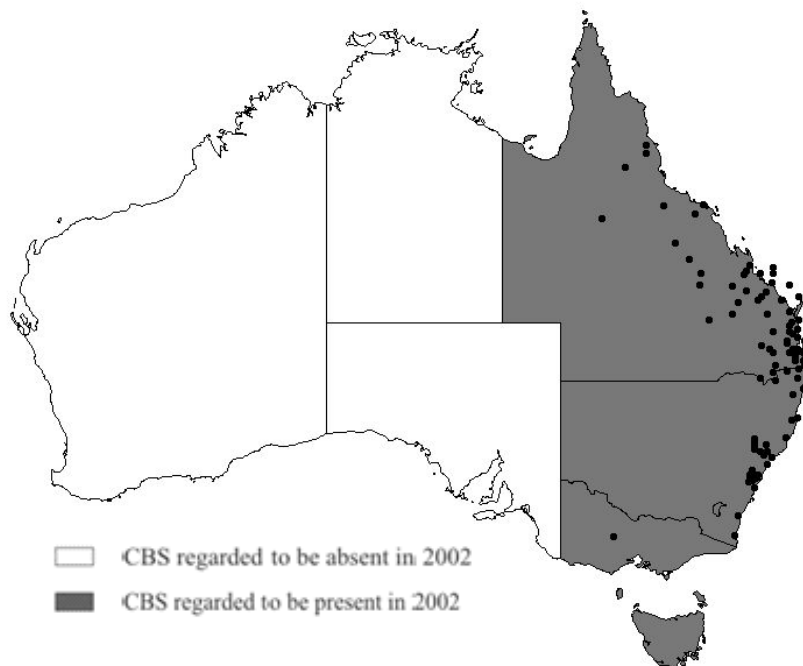 CBS regarded to be absent in 2002
CBS regarded to be present in 2002